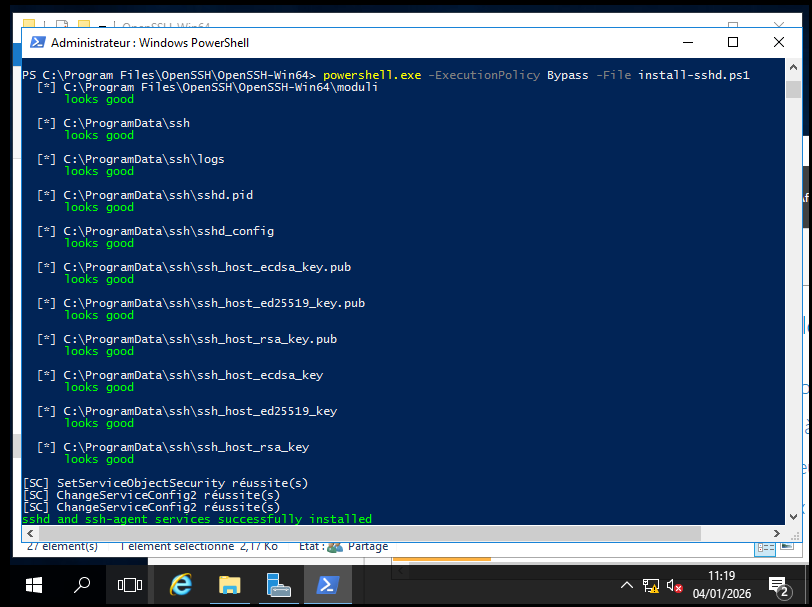 OpenSSH-Win64
Administrateur : Windows PowerShell
PS C:\Program Files\OpenSSH\OpenSSH-Win64> powershell.exe -ExecutionPolicy Bypass -File install-sshd.ps1
[*] C:\Program Files\OpenSSH\OpenSSH-Win64\moduli
looks good
[*] C:\ProgramData\ssh
looks good
[*] C:\ProgramData\ssh\logs
looks good
[*] C:\ProgramData\ssh\sshd.pid
looks good
[*] C:\ProgramData\ssh\sshd_config
looks good
[*] C:\ProgramData\ssh\ssh_host_ecdsa_key.pub
looks good
[*] C:\ProgramData\ssh\ssh_host_ed25519_key.pub
looks good
[*] C:\ProgramData\ssh\ssh_host_rsa_key.pub
looks good
[*] C:\ProgramData\ssh\ssh_host_ecdsa_key
looks good
[*] C:\ProgramData\ssh\ssh_host_ed25519_key
looks good
[*] C:\ProgramData\ssh\ssh_host_rsa_key
looks good
[SC] SetServiceObjectSecurity réussite(s)
[SC] ChangeServiceConfig2 réussite(s)
[SC] ChangeServiceConfig2 réussite(s)
sshd and ssh-agent services successfully installed
27 élément(s) 1 élément sélectionné 2,17 Ko État : Partagé
11:19
04/01/2026
2